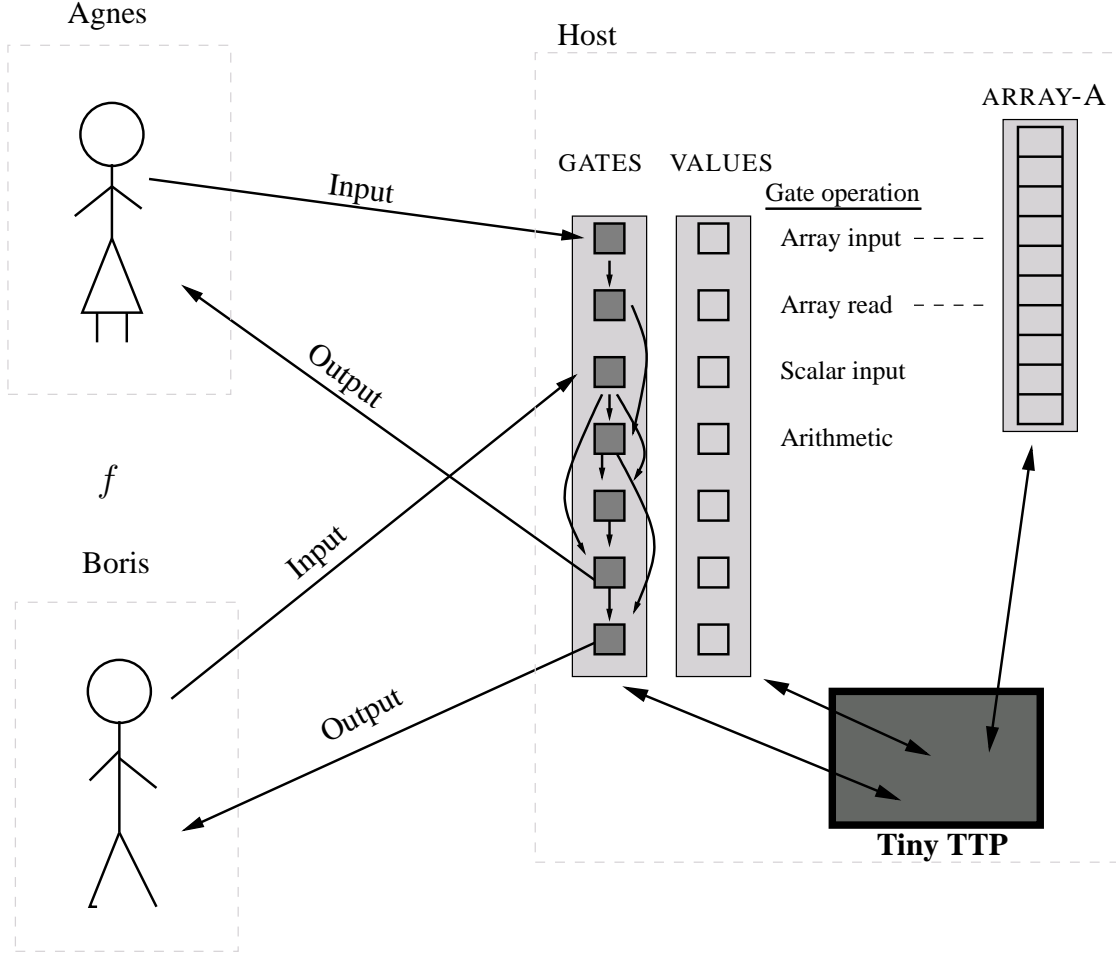 Agnes
Host
ARRAY-A
GATES
VALUES
Gate operation
Input
Array input
Array read
Output
Scalar input
Arithmetic
f
Input
Boris
Output
Tiny TTP